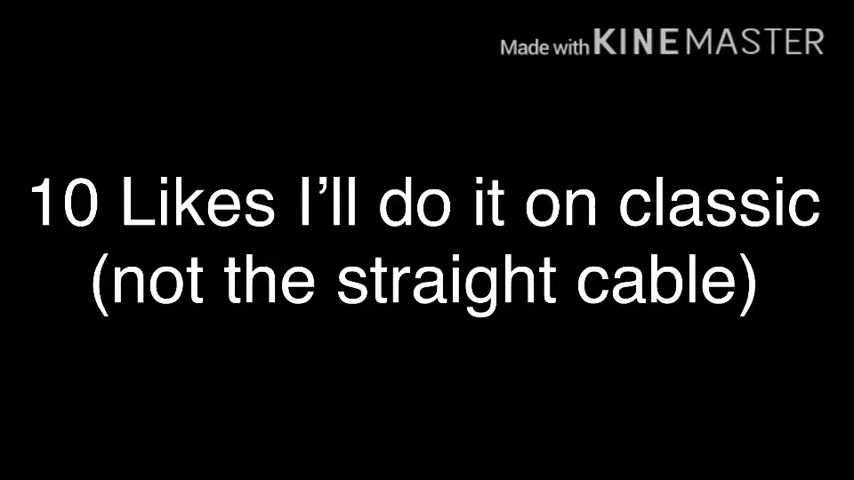 Made with KINEMASTER
10 Likes I’ll do it on classic
(not the straight cable)